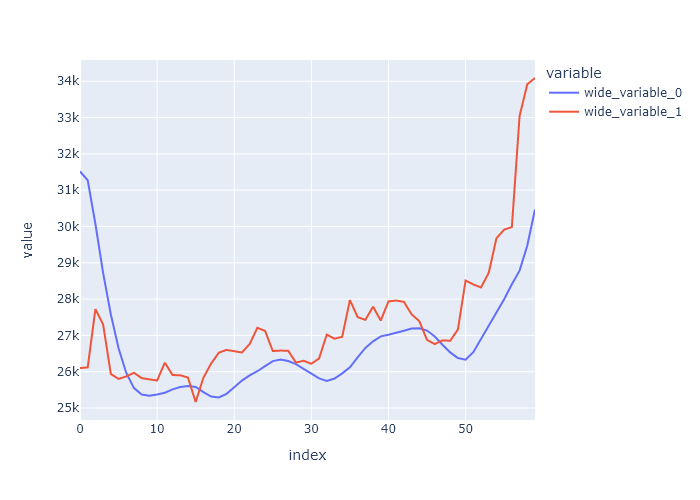 variable
wide_variable_0
wide_variable_1
34k
33k
32k
31k
30k
29k
28k
27k
26k
25k
value
0 10 20 30 40 50
index